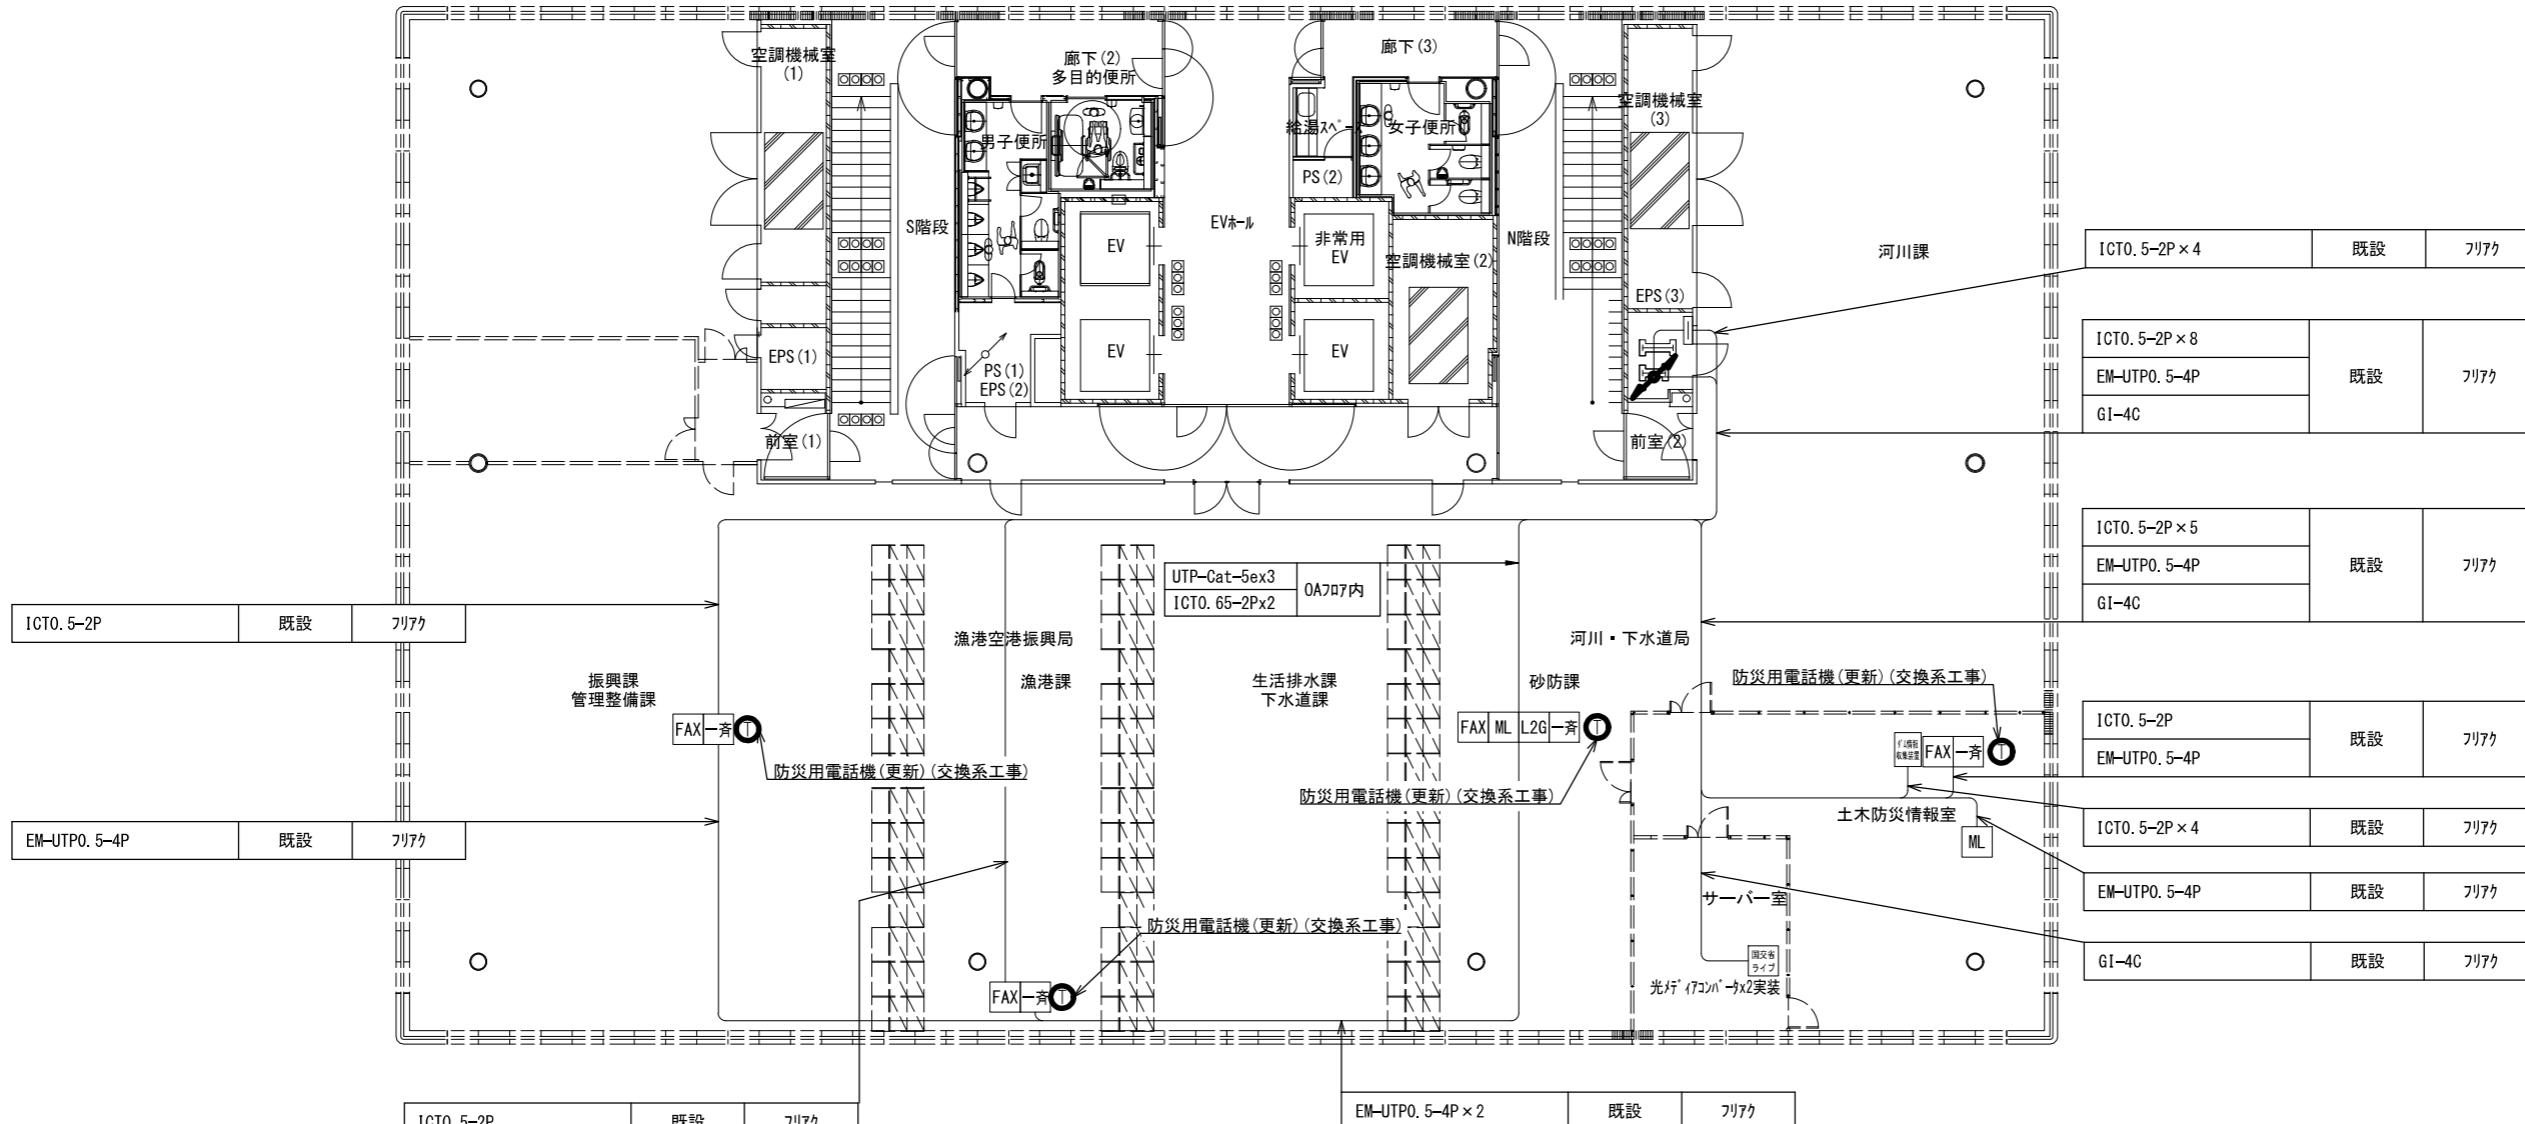 空調機械室
(1)
廊下(2)
多目的便所
廊下(3)
空調機械室
(3)
男子便所
給湯スペース
女子便所
PS(2)
S階段
EV
EVホール
非常用
EV
空調機械室(2)
N階段
河川課
EPS(3)
EPS(1)
PS(1)
EPS(2)
EV
EV
前室(1)
前室(2)
ICT0.5-2P×4
既設
フリアク
ICT0.5-2P×8
EM-UTP0.5-4P
GI-4C
既設
フリアク
ICT0.5-2P×5
EM-UTP0.5-4P
GI-4C
既設
フリアク
UTP-Cat-5ex3
ICT0.65-2Px2
OAフロア内
ICT0.5-2P
既設
フリアク
漁港空港振興局
河川・下水道局
振興課
管理整備課
漁港課
生活排水課
下水道課
砂防課
防災用電話機(更新)(交換系工事)
FAX
一斉
T
FAX
ML
L2G
一斉
T
FAX
一斉
T
ICT0.5-2P
EM-UTP0.5-4P
既設
フリアク
防災用電話機(更新)(交換系工事)
防災用電話機(更新)(交換系工事)
土木防災情報室
ML
ICT0.5-2P×4
既設
フリアク
EM-UTP0.5-4P
既設
フリアク
EM-UTP0.5-4P
既設
フリアク
サーバー室
防災用電話機(更新)(交換系工事)
国交省
ライブ
光メディアコンバータx2実装
GI-4C
既設
フリアク
FAX
一斉
T
ICT0.5-2P
既設
フリアク
EM-UTP0.5-4P×2
既設
フリアク